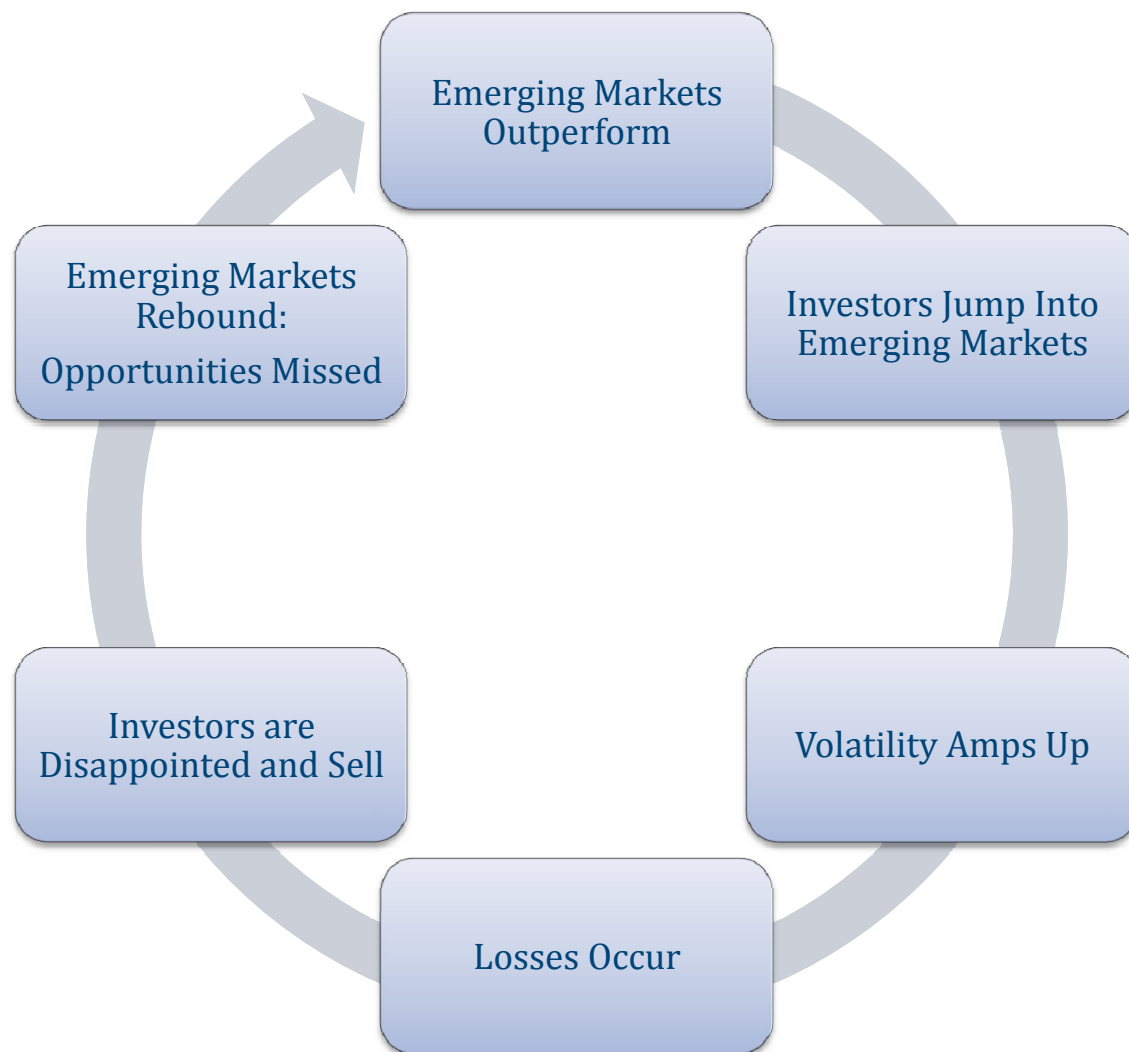 Emerging Markets
Outperform
Investors Jump Into
Emerging Markets
Volatility Amps Up
Losses Occur
Investors are
Disappointed and Sell
Emerging Markets
Rebound:
Opportunities Missed